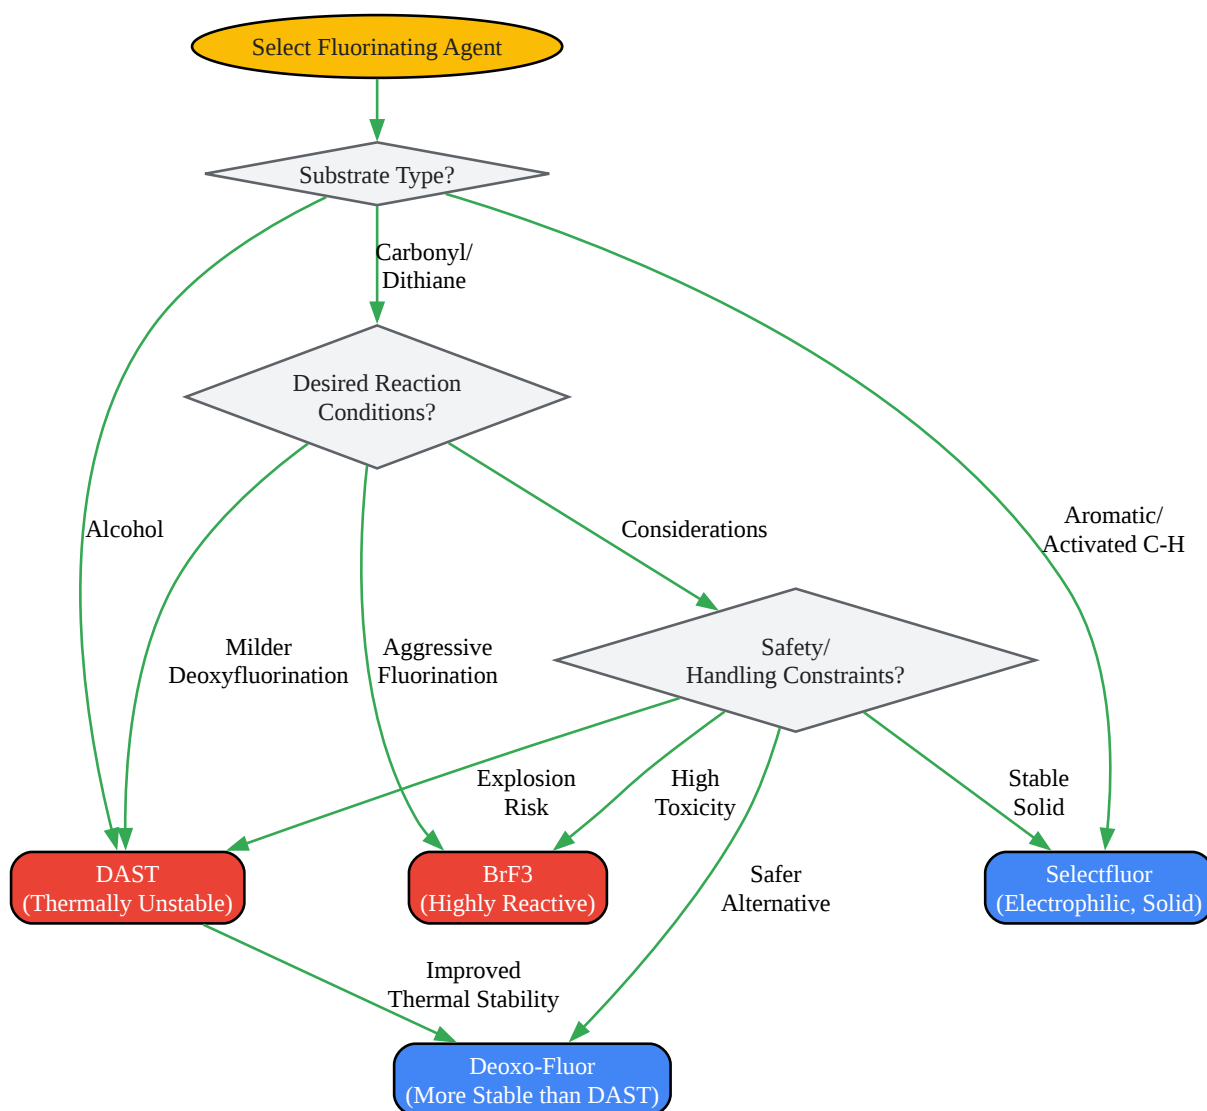 Select Fluorinating Agent
Substrate Type?
Carbonyl/
Dithiane
Desired Reaction
Conditions?
Alcohol
Considerations
Aromatic/
Activated C-H
Milder
Deoxyfluorination
Aggressive
Fluorination
Safety/
Handling Constraints?
Explosion
Risk
High
Toxicity
Stable
Solid
DAST
(Thermally Unstable)
BrF3
(Highly Reactive)
Safer
Alternative
Selectfluor
(Electrophilic, Solid)
Improved
Thermal Stability
Deoxo-Fluor
(More Stable than DAST)